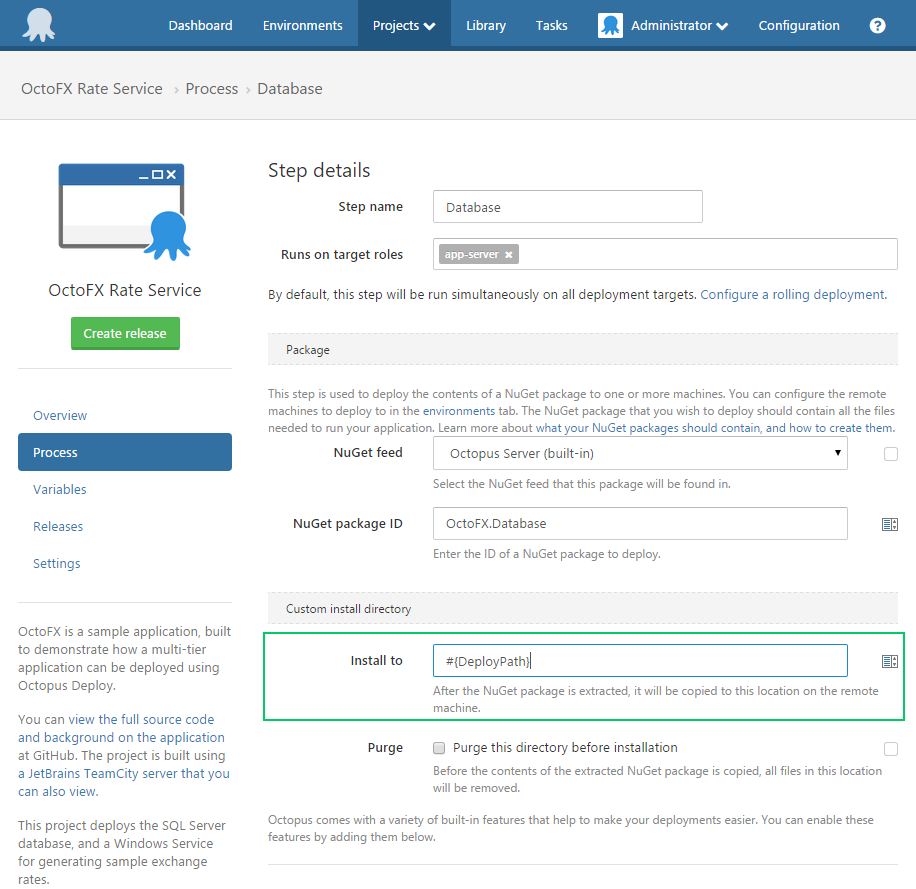 Dashboard Environments Projects Library Tasks Administrator Configuration ?
OctoFX Rate Service › Process › Database
OctoFX Rate Service
Create release
Overview
Process
Variables
Releases
Settings
OctoFX is a sample application, built
to demonstrate how a multi-tier
application can be deployed using
Octopus Deploy.
You can view the full source code
and background on the application
at GitHub. The project is built using
a JetBrains TeamCity server that you
can also view.
This project deploys the SQL Server
database, and a Windows Service
for generating sample exchange
rates.
Step details
Step name Database
Runs on target roles app-server ×
By default, this step will be run simultaneously on all deployment targets. Configure a rolling deployment.
Package
This step is used to deploy the contents of a NuGet package to one or more machines. You can configure the remote
machines to deploy to in the environments tab. The NuGet package that you wish to deploy should contain all the files
needed to run your application. Learn more about what your NuGet packages should contain, and how to create them.
NuGet feed Octopus Server (built-in)
Select the NuGet feed that this package will be found in.
NuGet package ID OctoFX.Database
Enter the ID of a NuGet package to deploy.
Custom install directory
Install to #{DeployPath}
After the NuGet package is extracted, it will be copied to this location on the remote
machine.
Purge Purge this directory before installation
Before the contents of the extracted NuGet package is copied, all files in this location
will be removed.
Octopus comes with a variety of built-in features that help to make your deployments easier. You can enable these
features by adding them below.